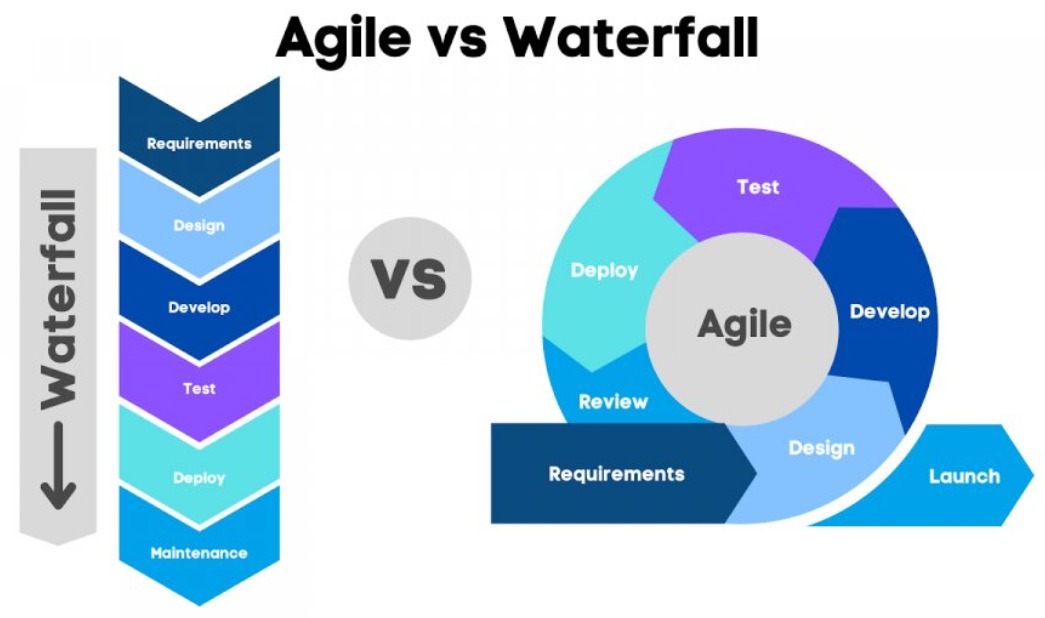 Agile vs Waterfall
Waterfall
Requirements
Design
Develop
Test
Deploy
Maintenance
VS
Agile
Requirements
Design
Develop
Test
Deploy
Review
Launch